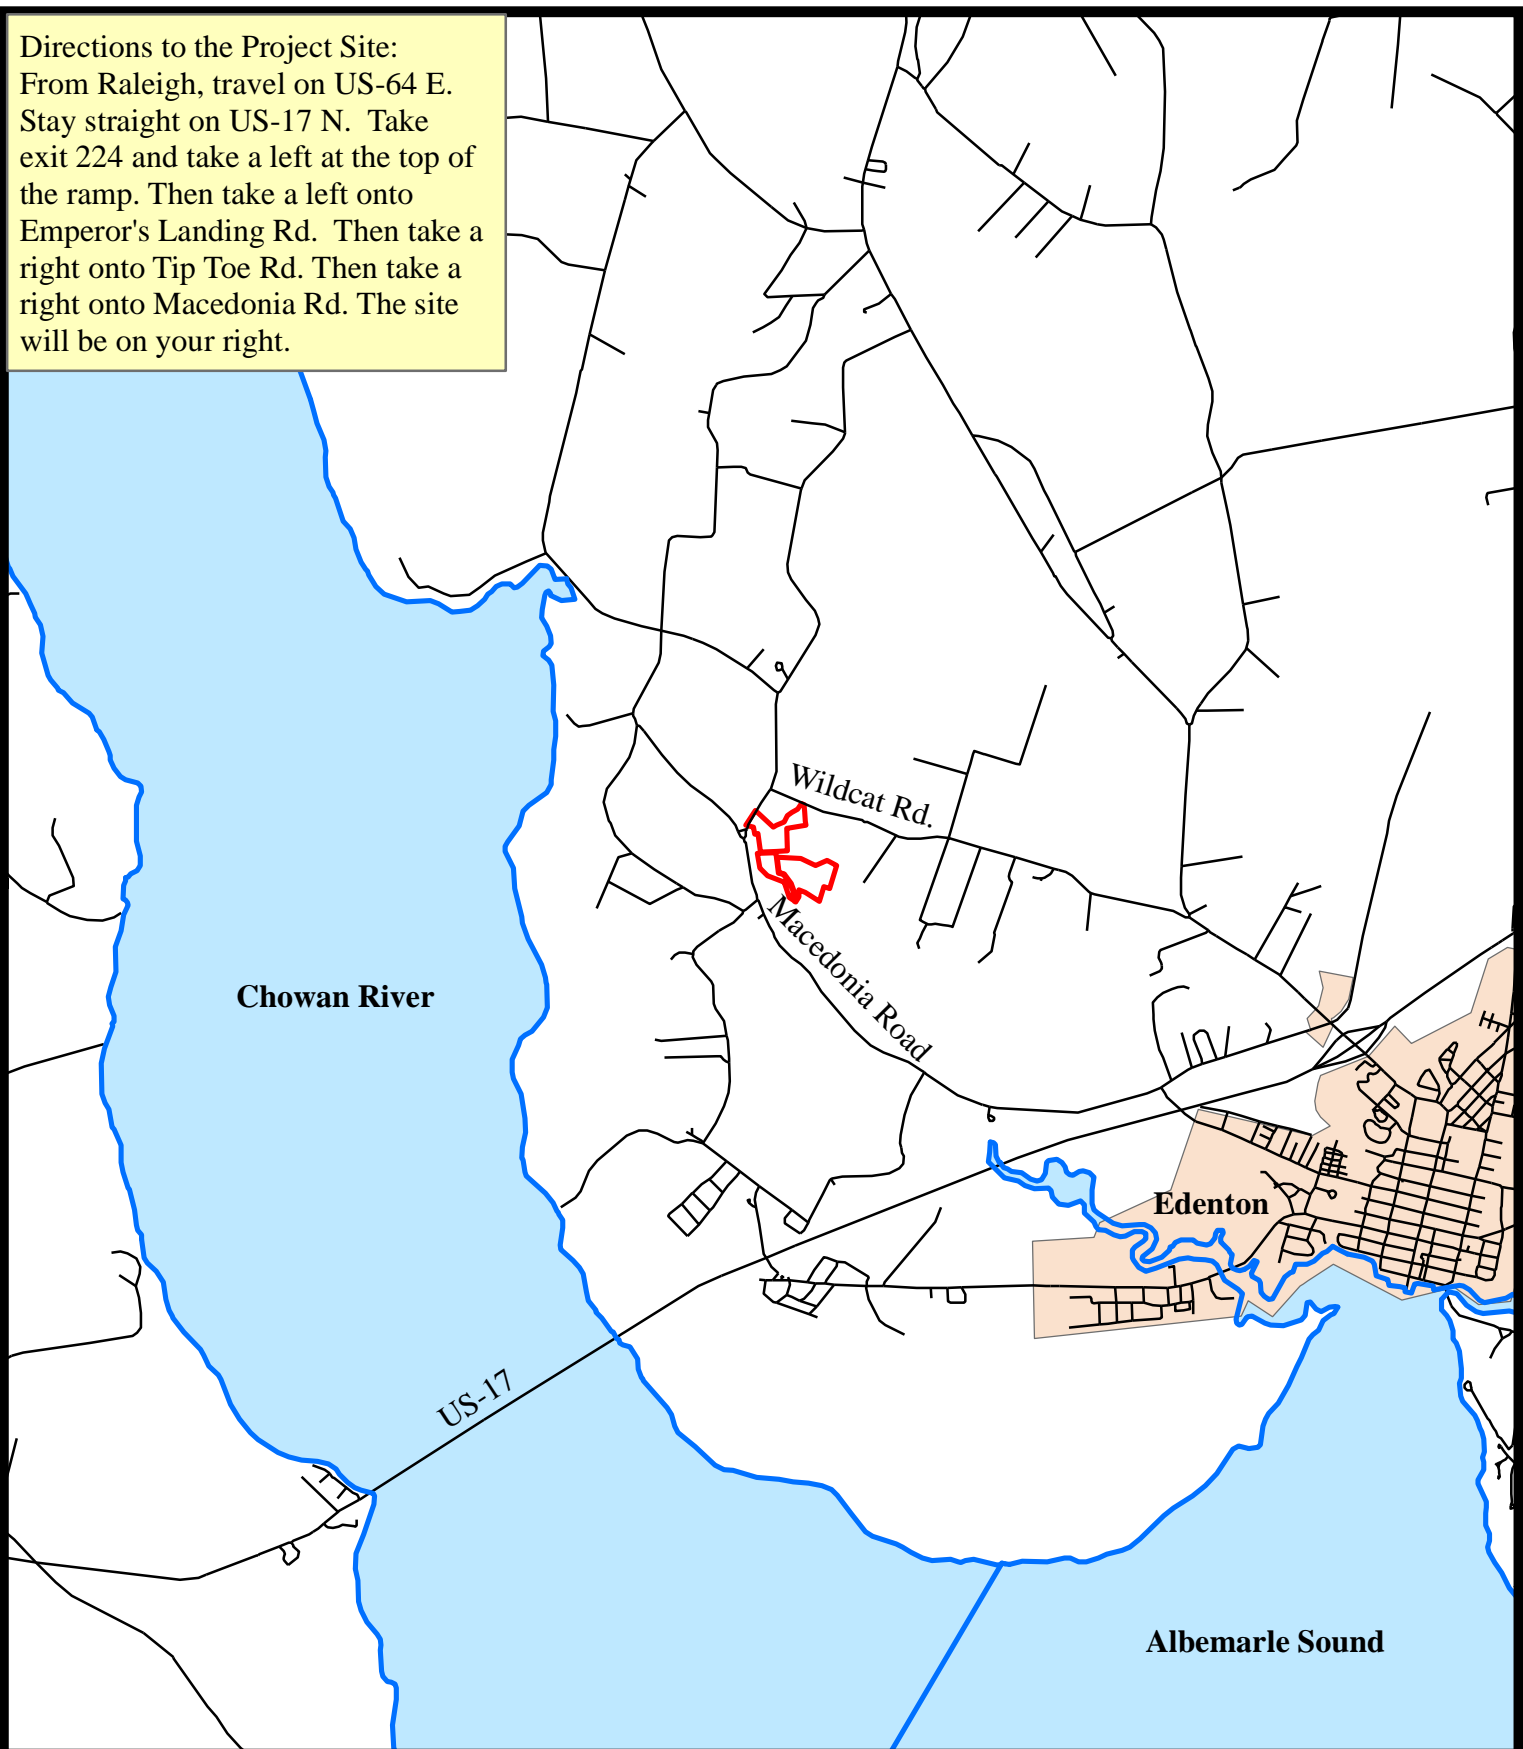 Directions to the Project Site:
From Raleigh, travel on US-64 E.
Stay straight on US-17 N.  Take
exit 224 and take a left at the top of
the ramp. Then take a left onto
Emperor's Landing Rd.  Then take a
right onto Tip Toe Rd. Then take a
right onto Macedonia Rd. The site
will be on your right.
Wildcat Rd.
Macedonia Road
Chowan River
Edenton
US-17
Albemarle Sound